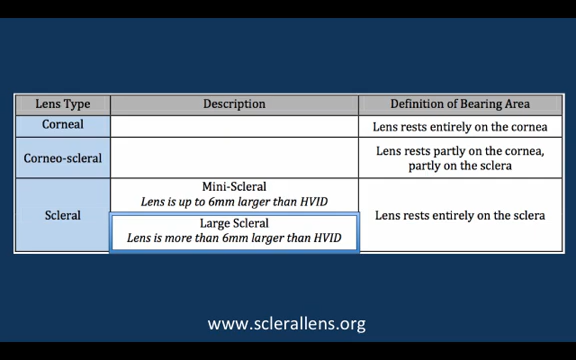 Lens Type Description Definition of Bearing Area
Corneal Lens rests entirely on the cornea
Corneo-scleral Lens rests partly on the cornea,
partly on the sclera
Scleral
Mini-Scleral
Lens is up to 6mm larger than HVID
Large Scleral
Lens is more than 6mm larger than HVID
Lens rests entirely on the sclera
www.sclerallens.org